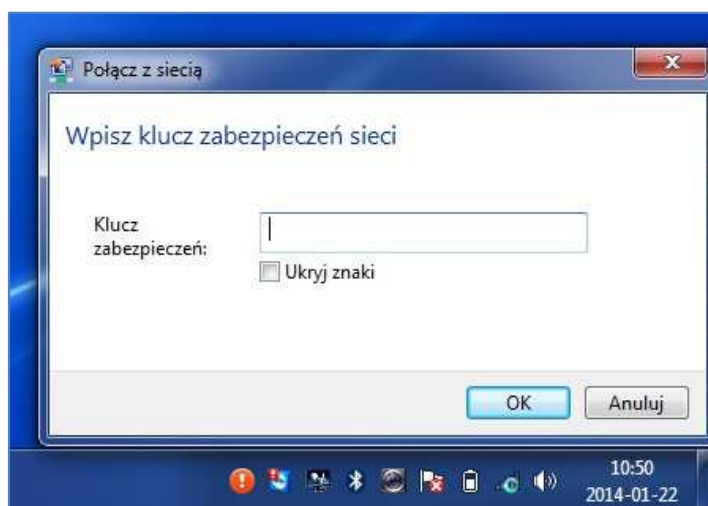 Połącz z siecią
Wpisz klucz zabezpieczeń sieci
Klucz
zabezpieczeń:
Ukryj znaki
OK
Anuluj
10:50
2014-01-22